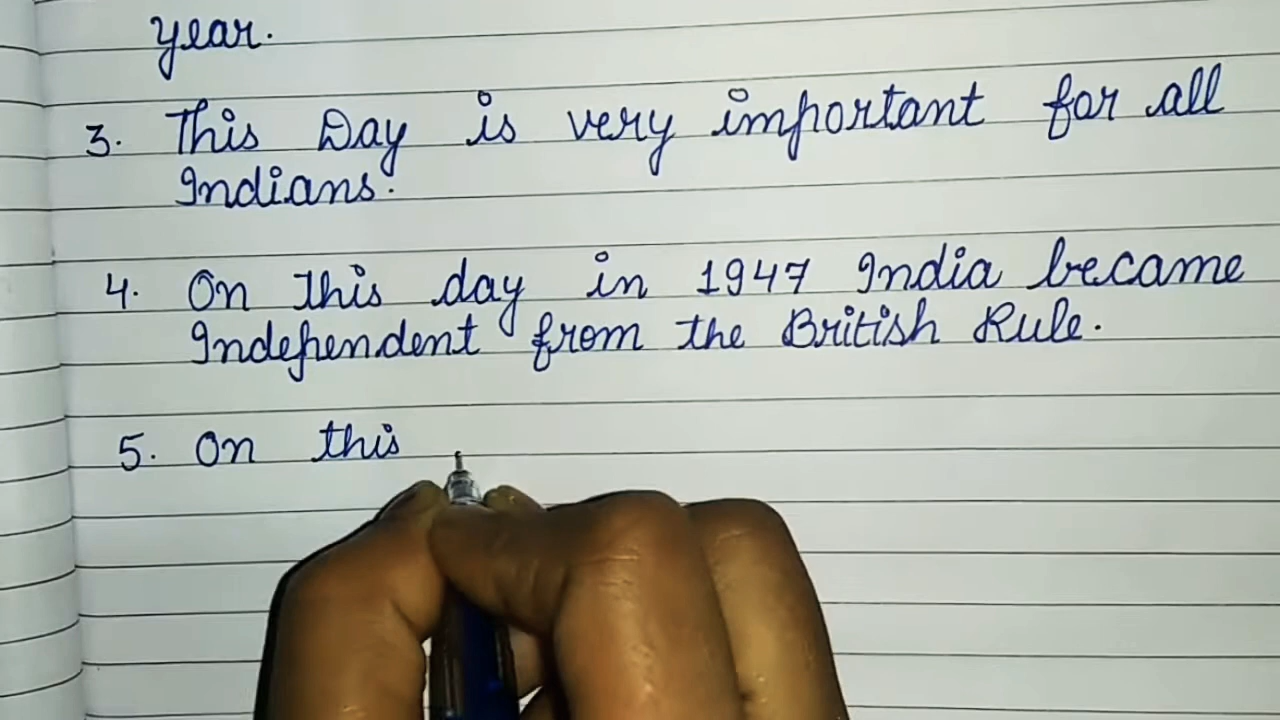 year.
3. This Day is very important for all
Indians.
4. On this day in 1947 India became
Independent from the British Rule.
5. On this